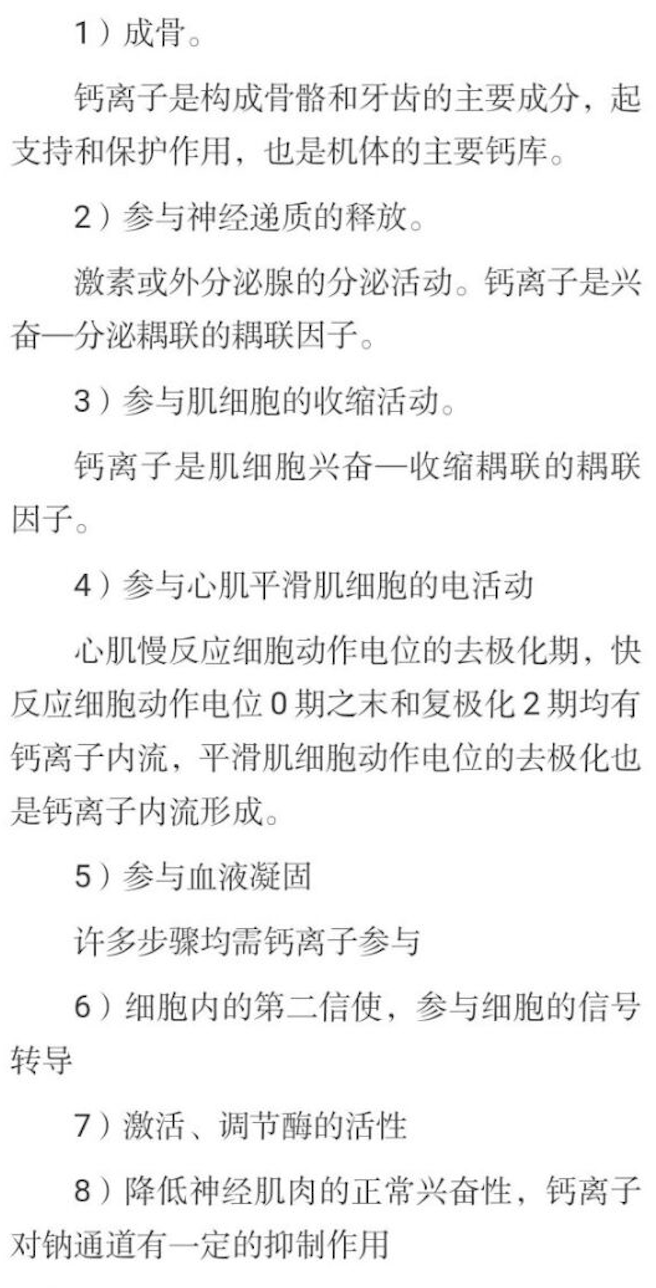 1）成骨。
钙离子是构成骨骼和牙齿的主要成分，起
支持和保护作用，也是机体的主要钙库。
2）参与神经递质的释放。
激素或外分泌腺的分泌活动。钙离子是兴
奋—分泌耦联的耦联因子。
3）参与肌细胞的收缩活动。
钙离子是肌细胞兴奋—收缩耦联的耦联
因子。
4）参与心肌平滑肌细胞的电活动
心肌慢反应细胞动作电位的去极化期，快
反应细胞动作电位0期之末和复极化2期均有
钙离子内流，平滑肌细胞动作电位的去极化也
是钙离子内流形成。
5）参与血液凝固
许多步骤均需钙离子参与
6）细胞内的第二信使，参与细胞的信号
转导
7）激活、调节酶的活性
8）降低神经肌肉的正常兴奋性，钙离子
对钠通道有一定的抑制作用